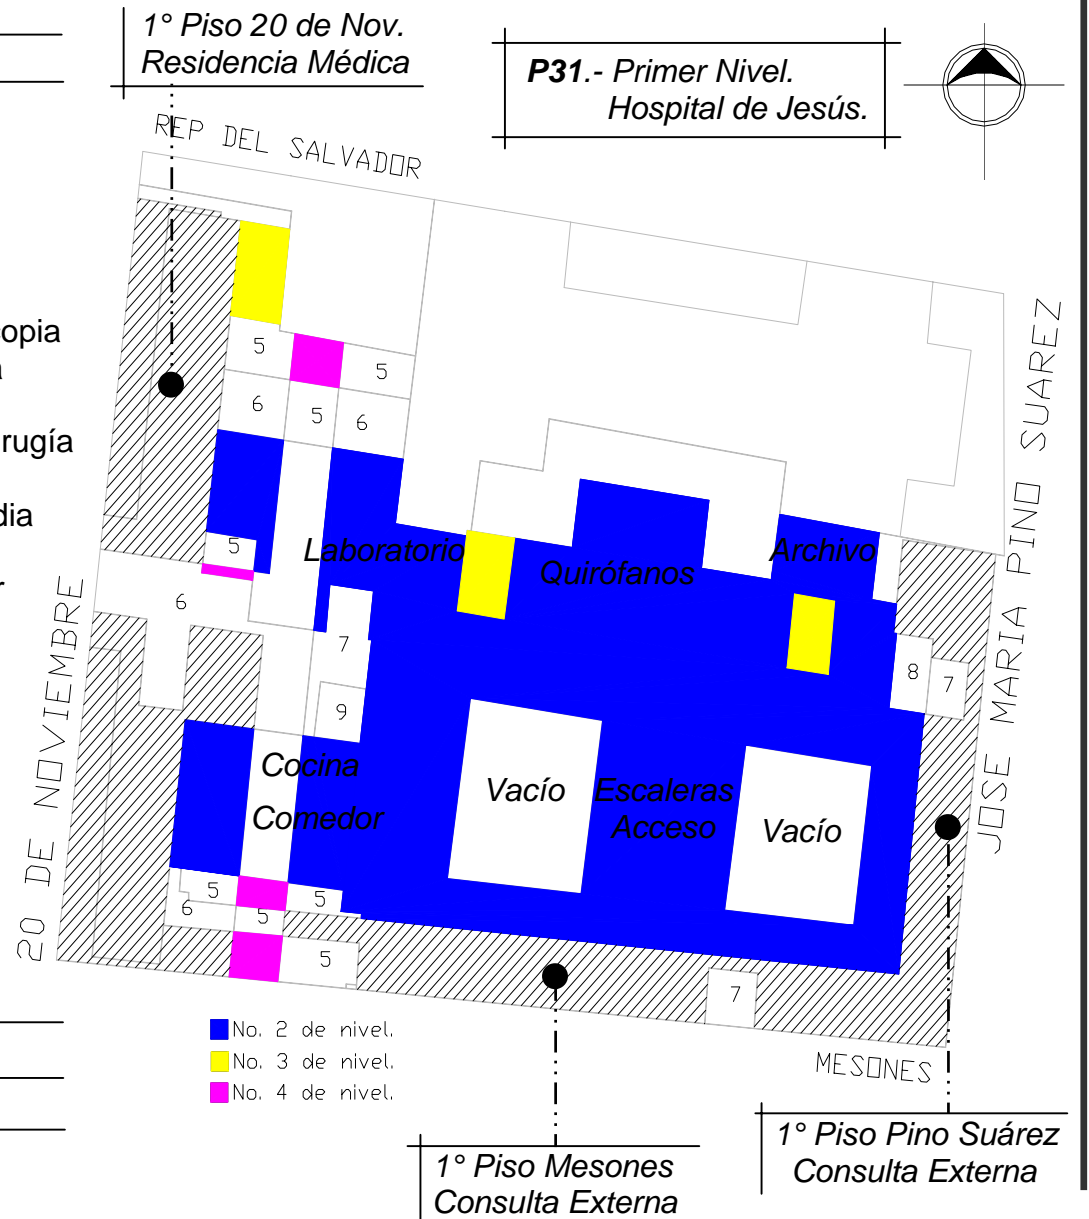 1° Piso 20 de Nov.
Residencia Médica
P31.- Primer Nivel.
Hospital de Jesús.
REP DEL SALVADOR
opia
rugía
dia
5
5
6
5
6
5
Laboratorio
Quirófanos
Archivo
6
7
8
7
9
Cocina
Comedor
Vacío
Escaleras
Acceso
Vacío
5
5
6
5
5
7
20 DE NOVIEMBRE
JOSE MARIA PINO SUAREZ
MESONES
No. 2 de nivel.
No. 3 de nivel.
No. 4 de nivel.
1° Piso Mesones
Consulta Externa
1° Piso Pino Suárez
Consulta Externa